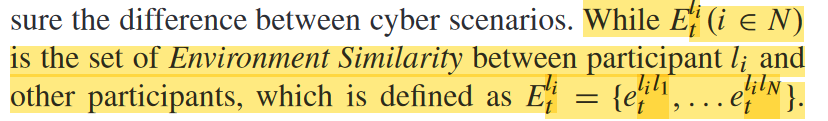 sure the difference between cyber scenarios. While $E_t^{l_i}(i \in N)$
is the set of Environment Similarity between participant $l_i$ and
other participants, which is defined as $E_t^{l_i} = \{e_t^{l_i l_1}, \ldots e_t^{l_i l_N}\}$.